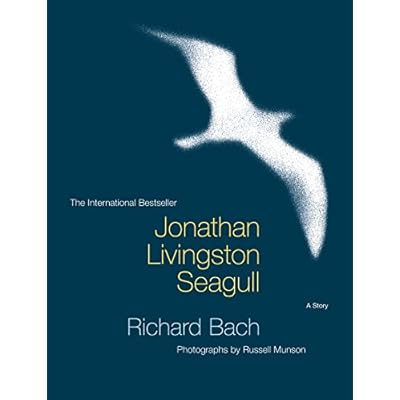 The International Bestseller
Jonathan
Livingston
Seagull
A Story
Richard Bach
Photographs by Russell Munson